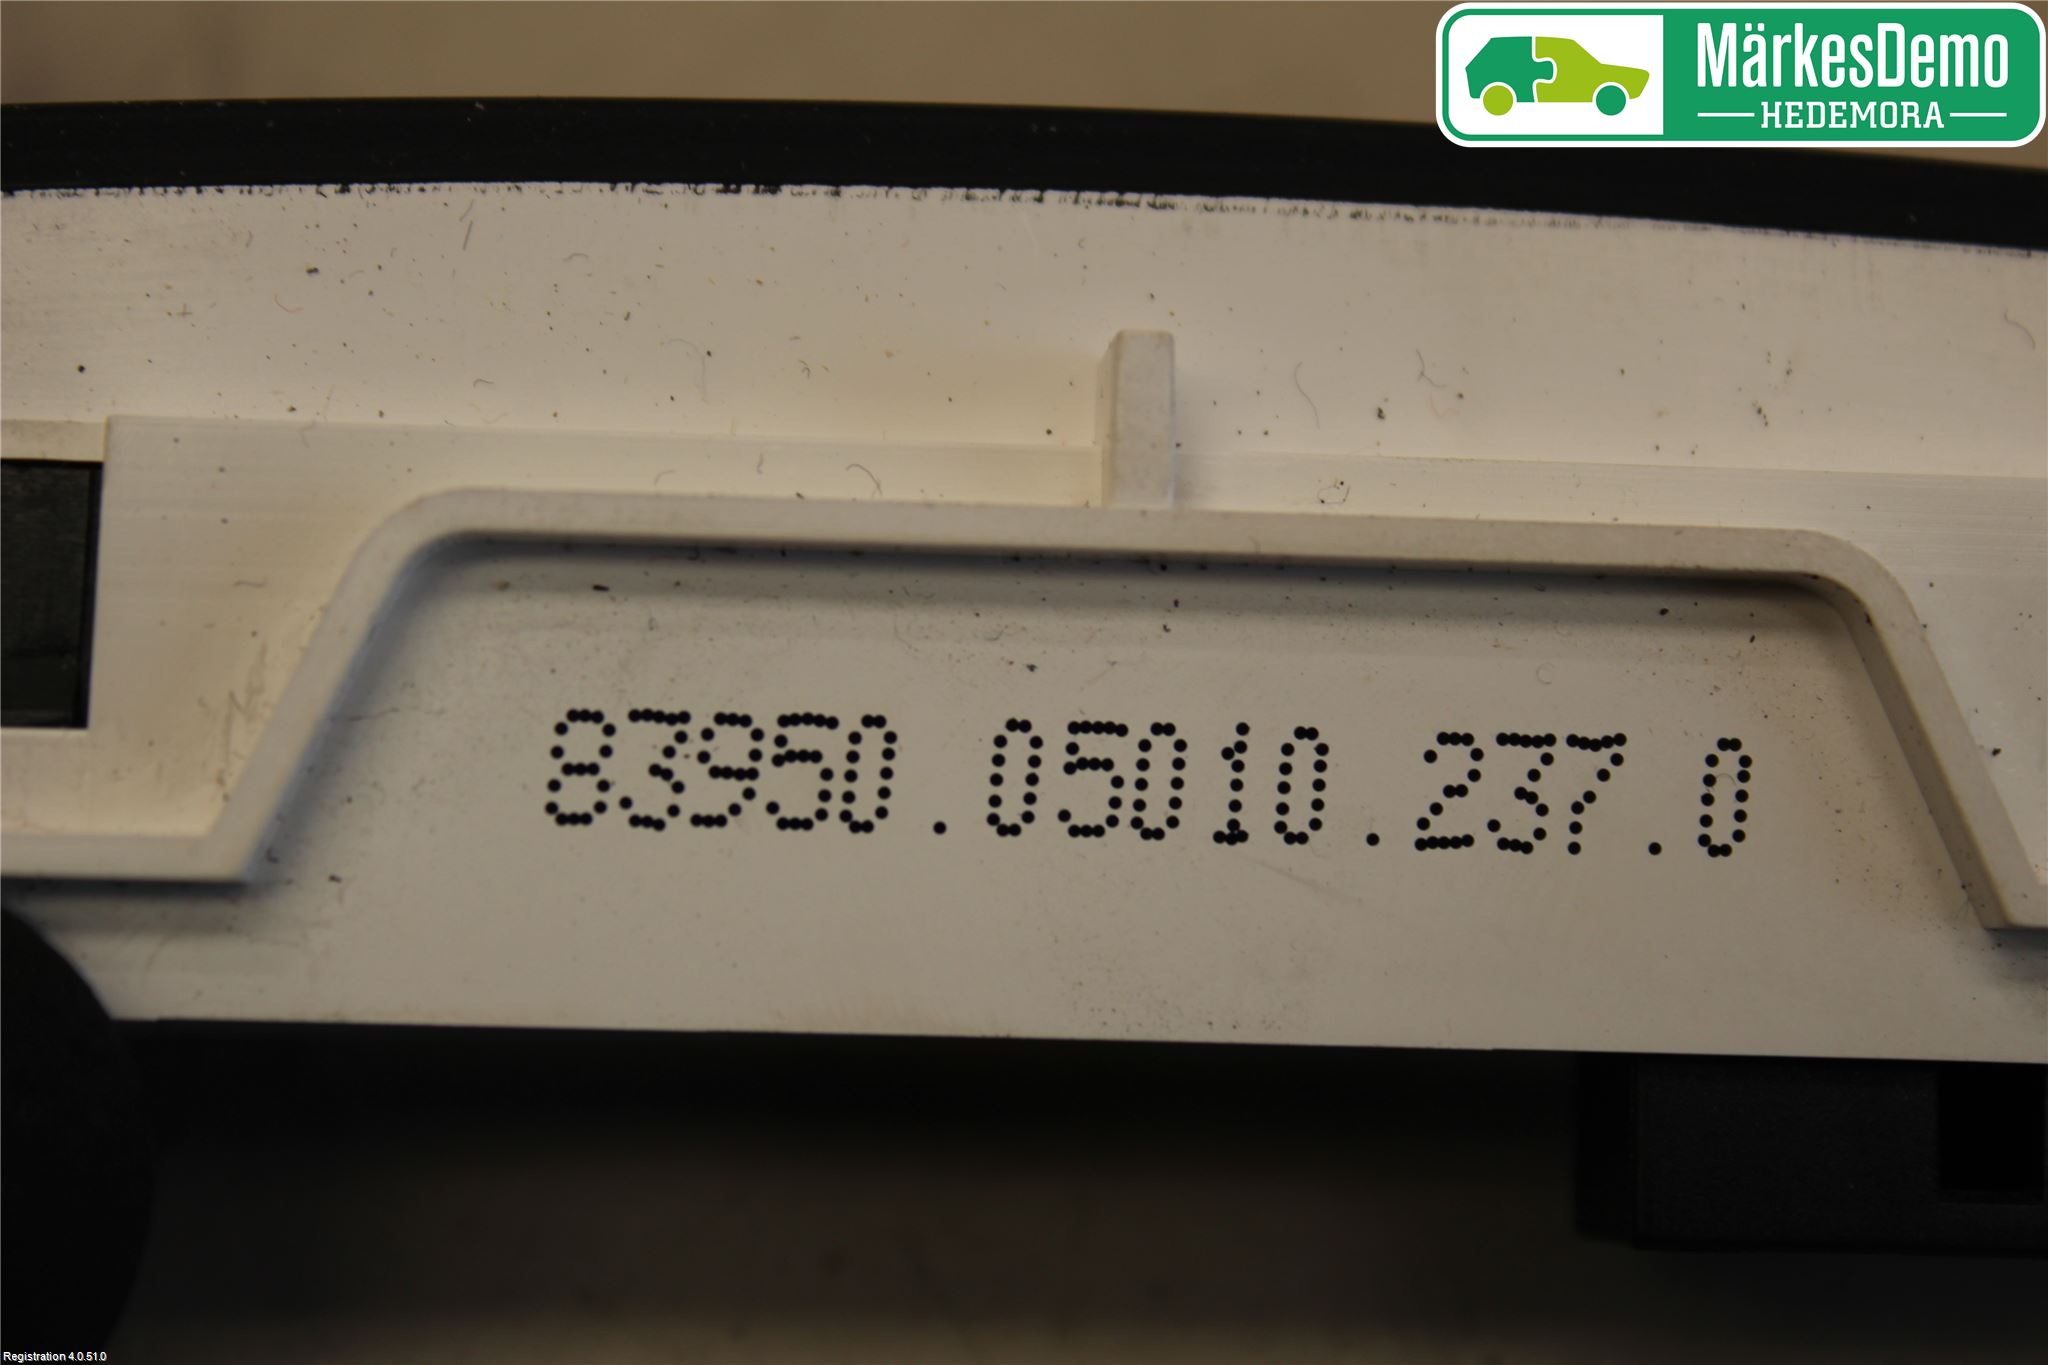 MärkesDemo
HEDEMORA
83950.05010.237.0
Registration 4.0.51.0